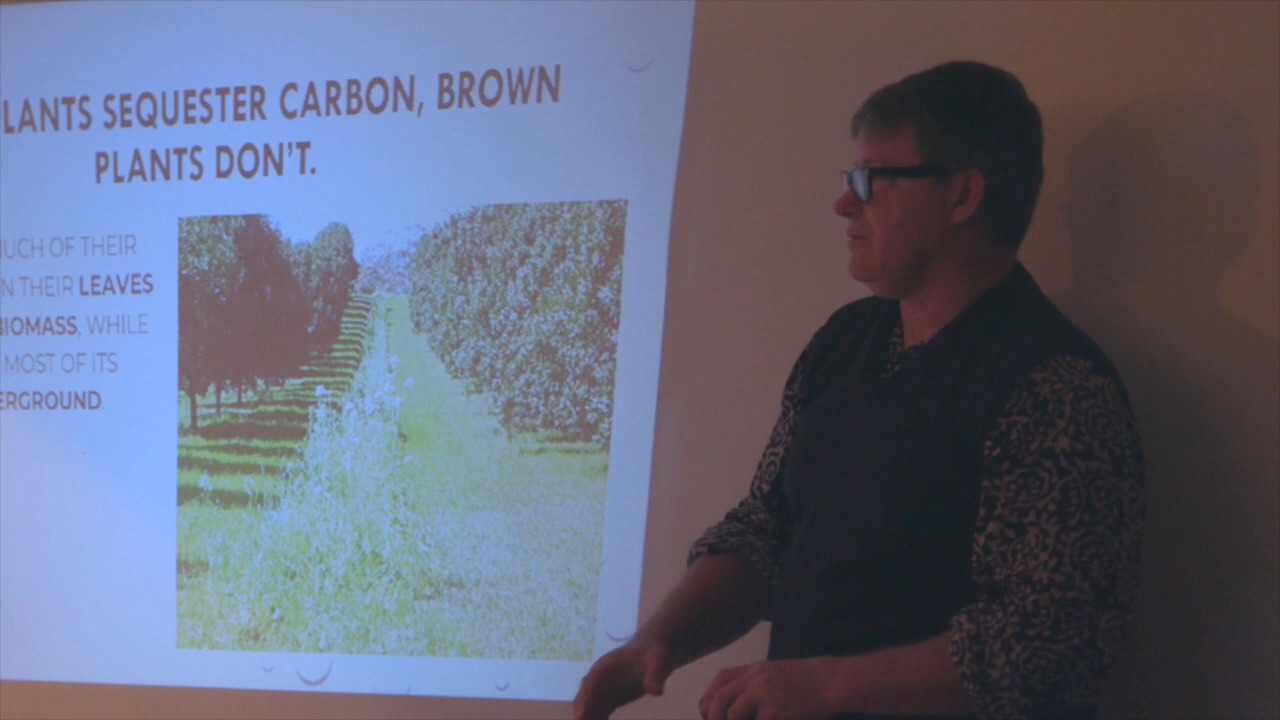 LANTS SEQUESTER CARBON, BROWN
PLANTS DON'T.
UCH OF THEIR
N THEIR LEAVES
BIOMASS, WHILE
MOST OF ITS
ERGROUND.